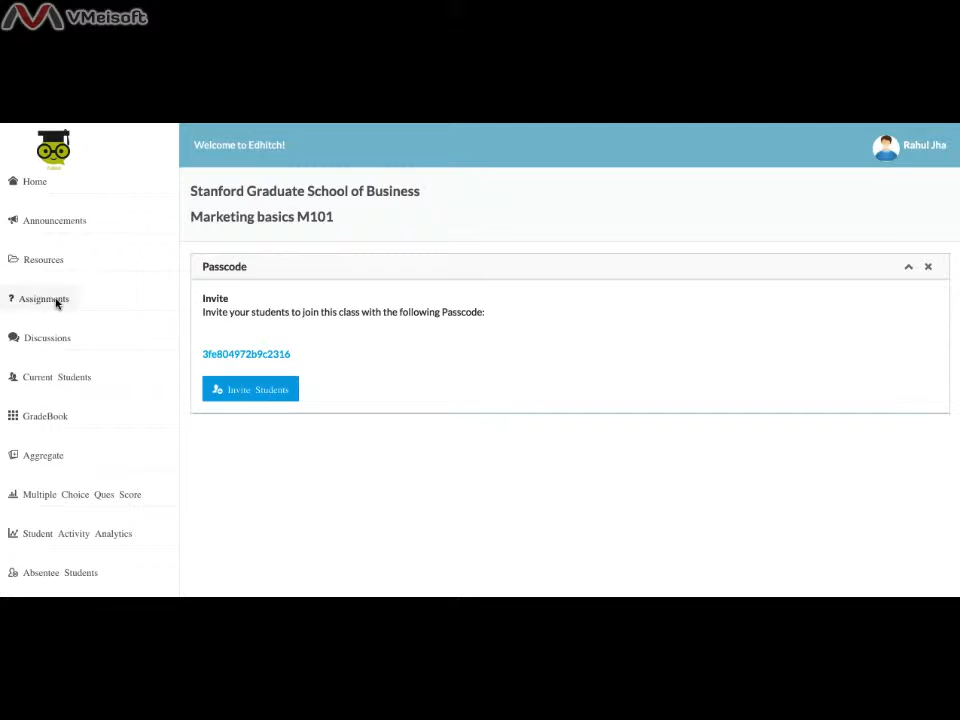 VMeisoft
Welcome to Edhitch!
Rahul Jha
Home
Announcements
Resources
Assignments
Discussions
Current Students
GradeBook
Aggregate
Multiple Choice Ques Score
Student Activity Analytics
Absentee Students
Stanford Graduate School of Business
Marketing basics M101
Passcode
Invite
Invite your students to join this class with the following Passcode:
3fe804972b9c2316
Invite Students